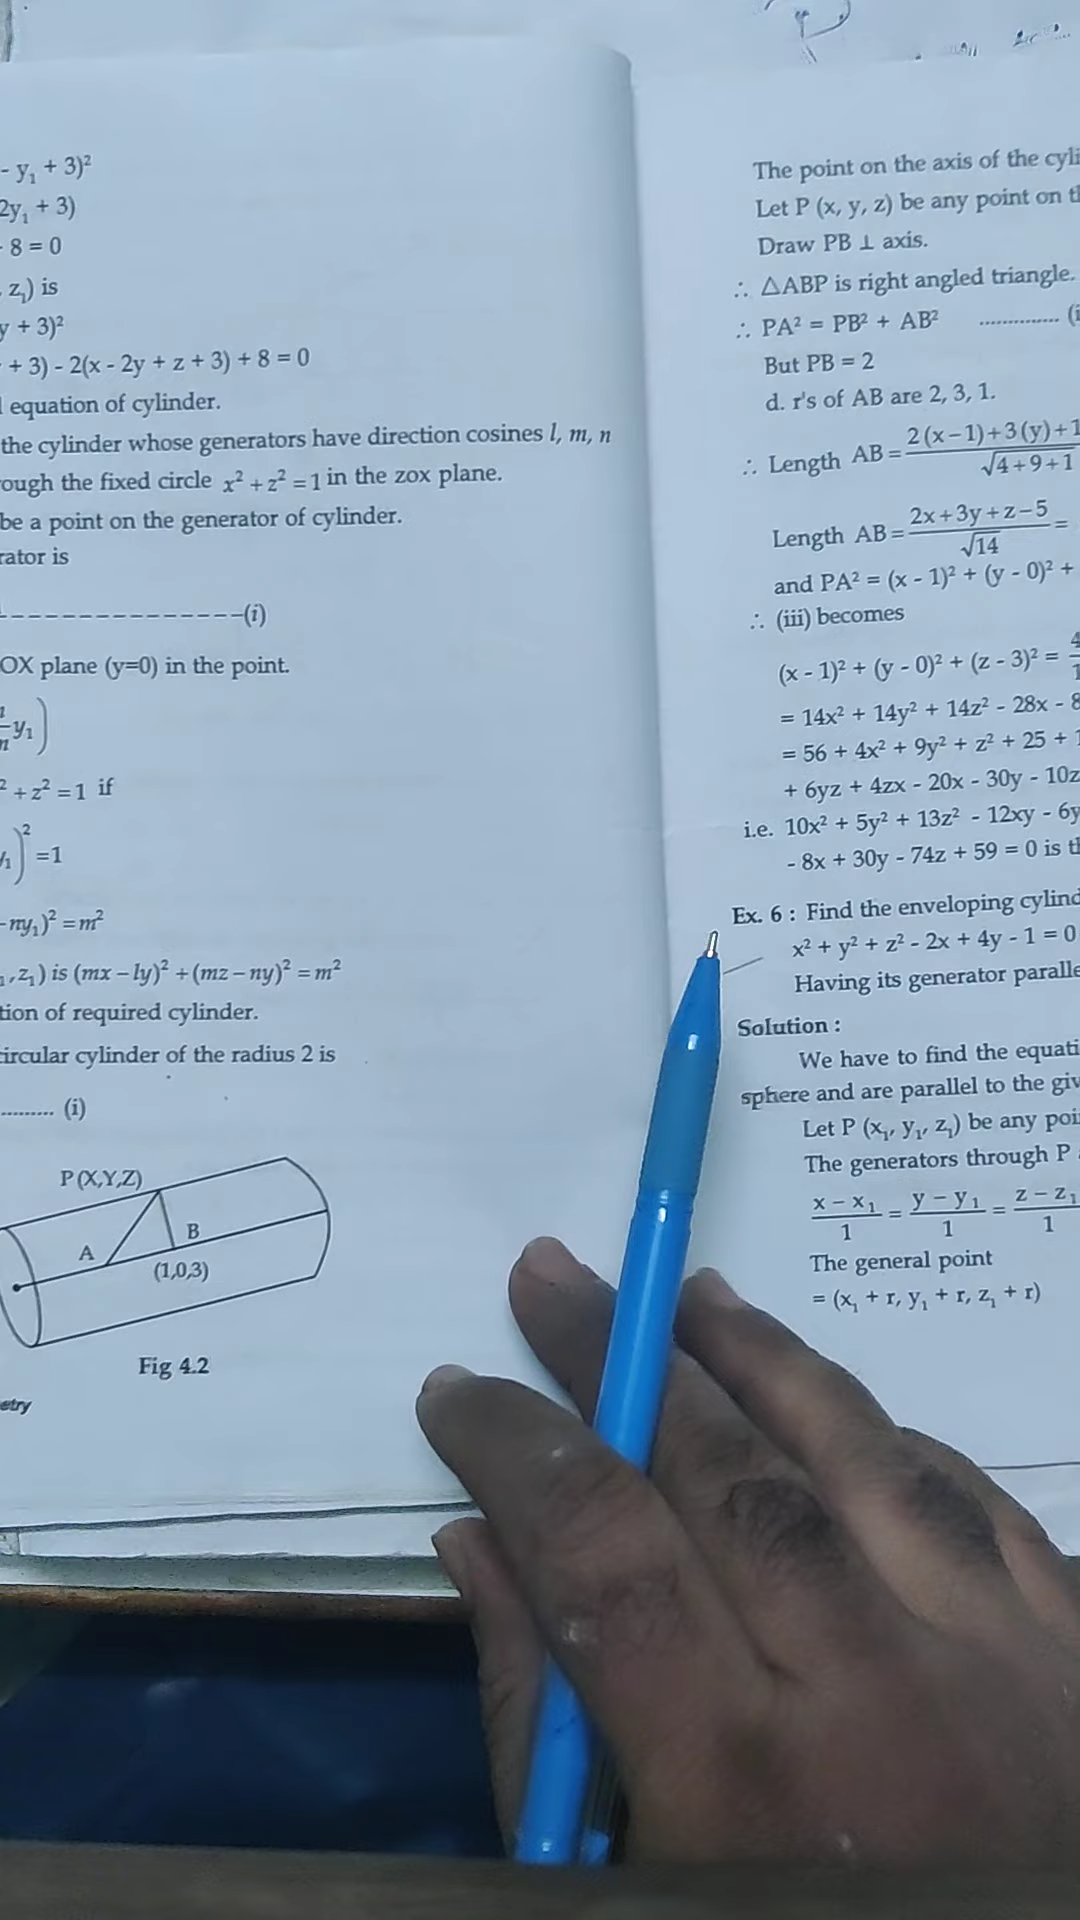 - y₁ + 3)²
2y₁ + 3)
- 8 = 0
, z₁) is
y + 3)²
+ 3) - 2(x - 2y + z + 3) + 8 = 0
equation of cylinder.
the cylinder whose generators have direction cosines l, m, n
ough the fixed circle x² + z² = 1 in the zox plane.
be a point on the generator of cylinder.
rator is
---------------(i)
OX plane (y=0) in the point.
y₁)
² + z² = 1 if
)² = 1
- ny₁)² = m²
, z₁) is (mx – ly)² + (mz – ny)² = m²
tion of required cylinder.
circular cylinder of the radius 2 is
.......... (i)
P (X,Y,Z)
A
B
(1,0,3)
Fig 4.2
etry
The point on the axis of the cyli
Let P (x, y, z) be any point on t
Draw PB ⊥ axis.
∴ △ABP is right angled triangle.
∴ PA² = PB² + AB² .............. (i
But PB = 2
d. r's of AB are 2, 3, 1.
∴ Length AB = 2(x–1)+3(y)+1 / √4+9+1
Length AB = 2x+3y+z–5 / √14 =
and PA² = (x - 1)² + (y - 0)² +
∴ (iii) becomes
(x - 1)² + (y - 0)² + (z - 3)² =
= 14x² + 14y² + 14z² - 28x - 8
= 56 + 4x² + 9y² + z² + 25 + 1
+ 6yz + 4zx - 20x - 30y - 10z
i.e. 10x² + 5y² + 13z² - 12xy - 6y
- 8x + 30y - 74z + 59 = 0 is t
Ex. 6 : Find the enveloping cylind
x² + y² + z² - 2x + 4y - 1 = 0
Having its generator paralle
Solution :
We have to find the equati
sphere and are parallel to the giv
Let P (x₁, y₁, z₁) be any poi
The generators through P
x – x₁ / 1 = y – y₁ / 1 = z – z₁ / 1
The general point
= (x₁ + r, y₁ + r, z₁ + r)